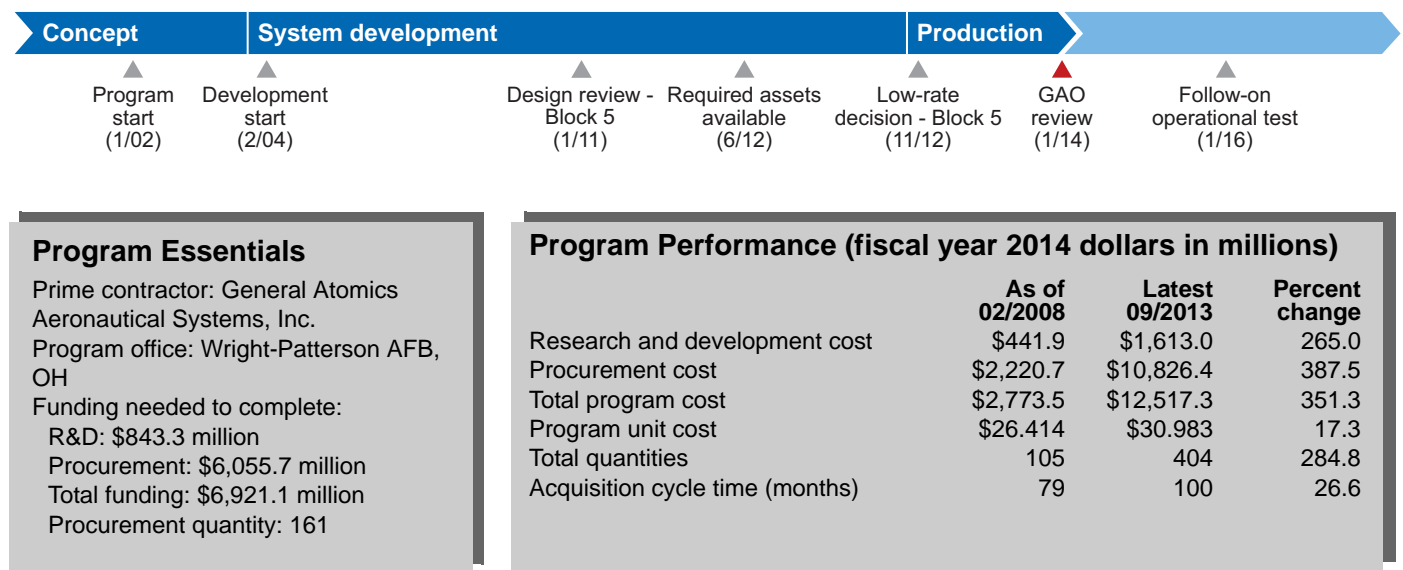 Concept System development Production
Program start (1/02)
Development start (2/04)
Design review - Block 5 (1/11)
Required assets available (6/12)
Low-rate decision - Block 5 (11/12)
GAO review (1/14)
Follow-on operational test (1/16)
Program Essentials
Prime contractor: General Atomics
Aeronautical Systems, Inc.
Program office: Wright-Patterson AFB,
OH
Funding needed to complete:
R&D: $843.3 million
Procurement: $6,055.7 million
Total funding: $6,921.1 million
Procurement quantity: 161
Program Performance (fiscal year 2014 dollars in millions)
As of 02/2008 Latest 09/2013 Percent change
Research and development cost $441.9 $1,613.0 265.0
Procurement cost $2,220.7 $10,826.4 387.5
Total program cost $2,773.5 $12,517.3 351.3
Program unit cost $26.414 $30.983 17.3
Total quantities 105 404 284.8
Acquisition cycle time (months) 79 100 26.6